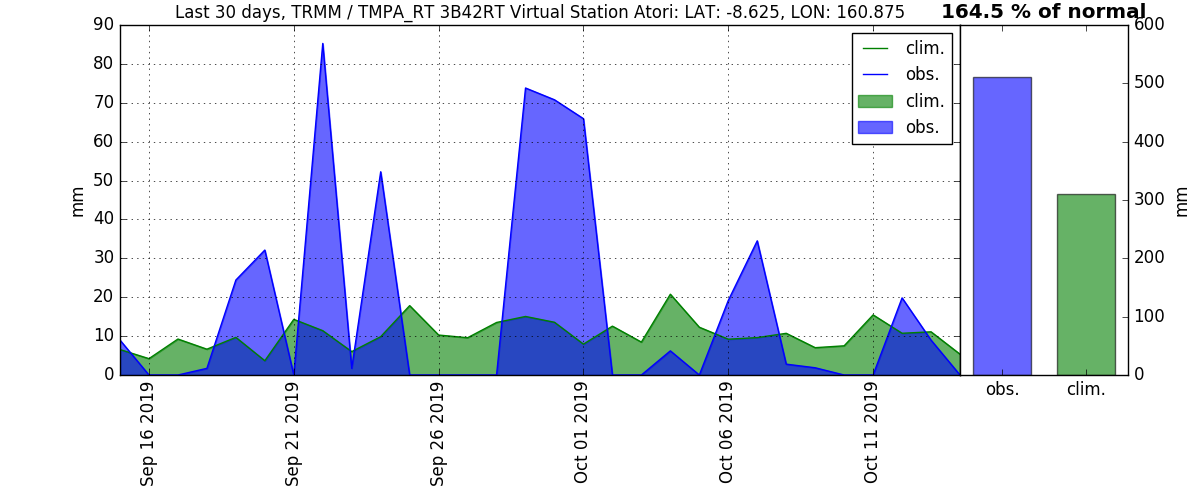 Last 30 days, TRMM / TMPA_RT 3B42RT Virtual Station Atori: LAT: -8.625, LON: 160.875
164.5 % of normal
90
80
70
60
50
40
30
20
10
0
mm
clim.
obs.
clim.
obs.
600
500
400
300
200
100
0
mm
Sep 16 2019
Sep 21 2019
Sep 26 2019
Oct 01 2019
Oct 06 2019
Oct 11 2019
obs.
clim.